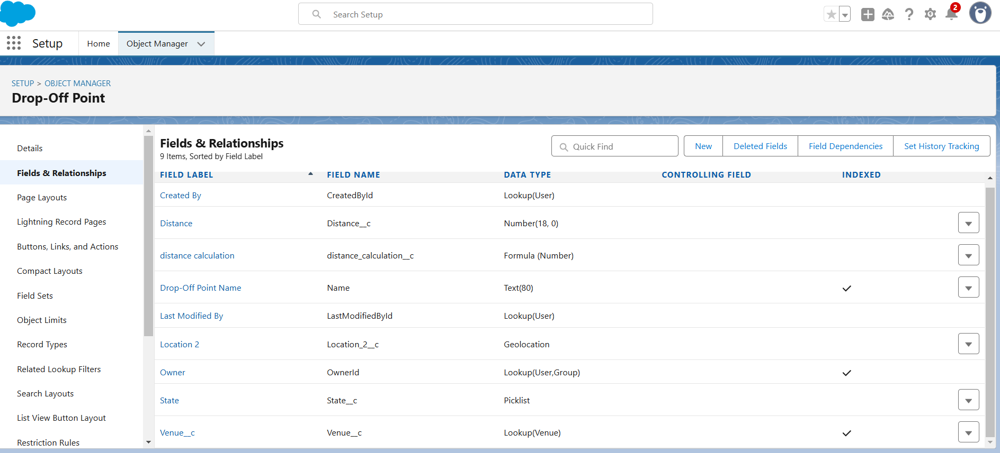 Search Setup
2
Setup
Home
Object Manager
SETUP > OBJECT MANAGER
Drop-Off Point
Details
Fields & Relationships
Page Layouts
Lightning Record Pages
Buttons, Links, and Actions
Compact Layouts
Field Sets
Object Limits
Record Types
Related Lookup Filters
Search Layouts
List View Button Layout
Restriction Rules
Fields & Relationships
9 Items, Sorted by Field Label
Quick Find
New
Deleted Fields
Field Dependencies
Set History Tracking
FIELD LABEL FIELD NAME DATA TYPE CONTROLLING FIELD INDEXED
Created By CreatedById Lookup(User)
Distance Distance__c Number(18, 0)
distance calculation distance_calculation__c Formula (Number)
Drop-Off Point Name Name Text(80)
Last Modified By LastModifiedById Lookup(User)
Location 2 Location_2__c Geolocation
Owner OwnerId Lookup(User,Group)
State State__c Picklist
Venue__c Venue__c Lookup(Venue)